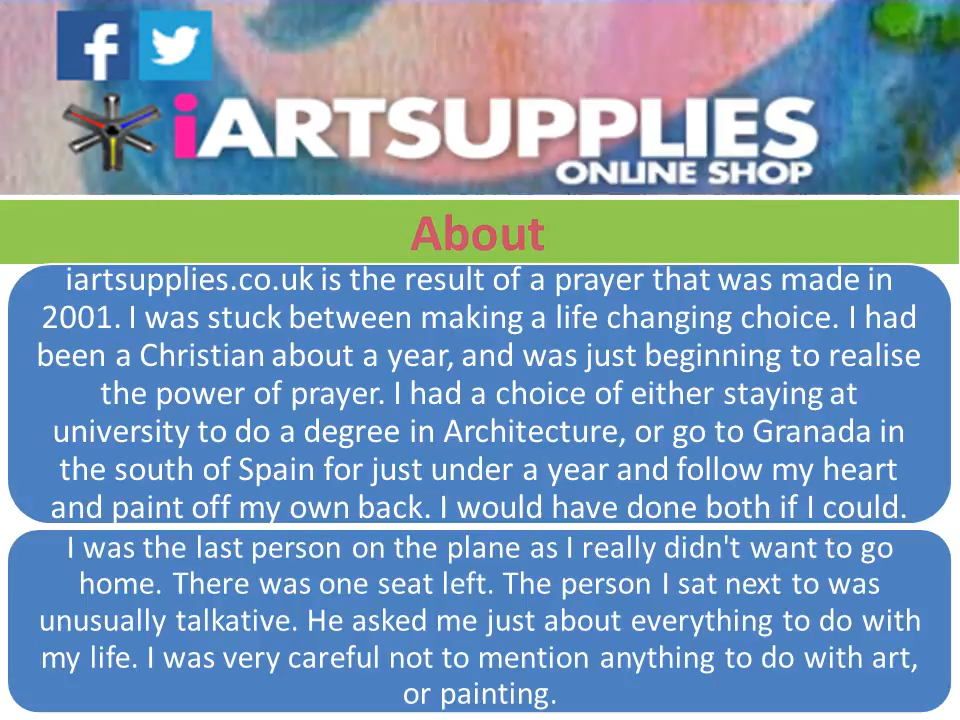 iARTSUPPLIES
ONLINE SHOP
About
iartsupplies.co.uk is the result of a prayer that was made in
2001. I was stuck between making a life changing choice. I had
been a Christian about a year, and was just beginning to realise
the power of prayer. I had a choice of either staying at
university to do a degree in Architecture, or go to Granada in
the south of Spain for just under a year and follow my heart
and paint off my own back. I would have done both if I could.
I was the last person on the plane as I really didn't want to go
home. There was one seat left. The person I sat next to was
unusually talkative. He asked me just about everything to do with
my life. I was very careful not to mention anything to do with art,
or painting.